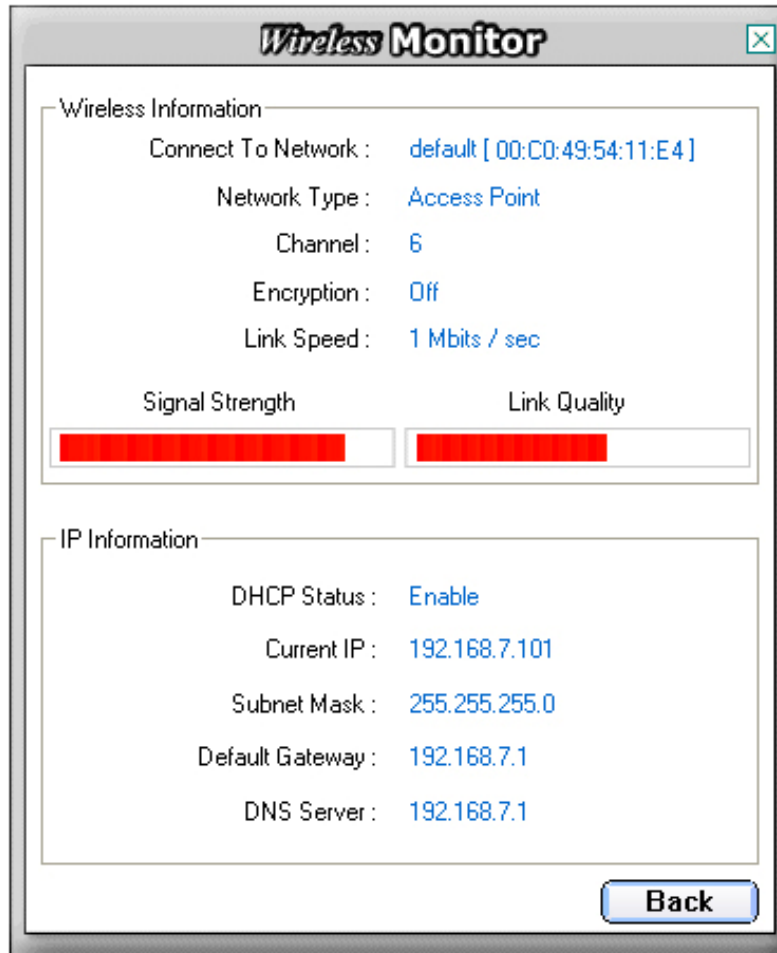 Wireless Monitor
Wireless Information
Connect To Network : default [ 00:C0:49:54:11:E4 ]
Network Type : Access Point
Channel : 6
Encryption : Off
Link Speed : 1 Mbits / sec
Signal Strength Link Quality
IP Information
DHCP Status : Enable
Current IP : 192.168.7.101
Subnet Mask : 255.255.255.0
Default Gateway : 192.168.7.1
DNS Server : 192.168.7.1
Back